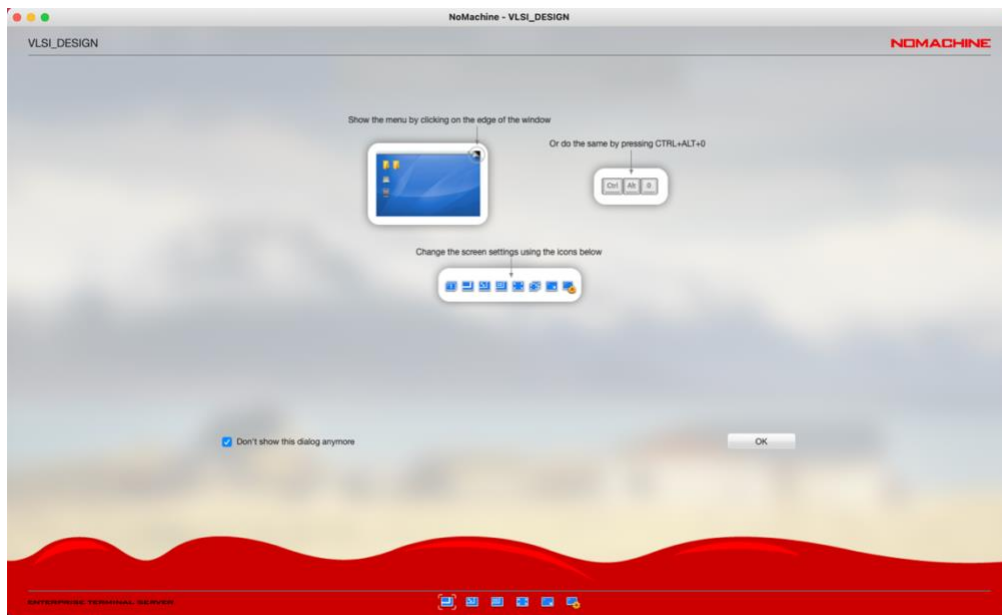 NoMachine - VLSI_DESIGN
VLSI_DESIGN
NOMACHINE
Show the menu by clicking on the edge of the window
Or do the same by pressing CTRL+ALT+0
Ctrl Alt 0
Change the screen settings using the icons below
Don't show this dialog anymore
OK
ENTERPRISE TERMINAL SERVER